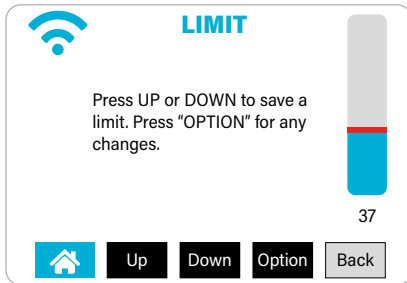 LIMIT
Press UP or DOWN to save a
limit. Press "OPTION" for any
changes.
37
Up
Down
Option
Back